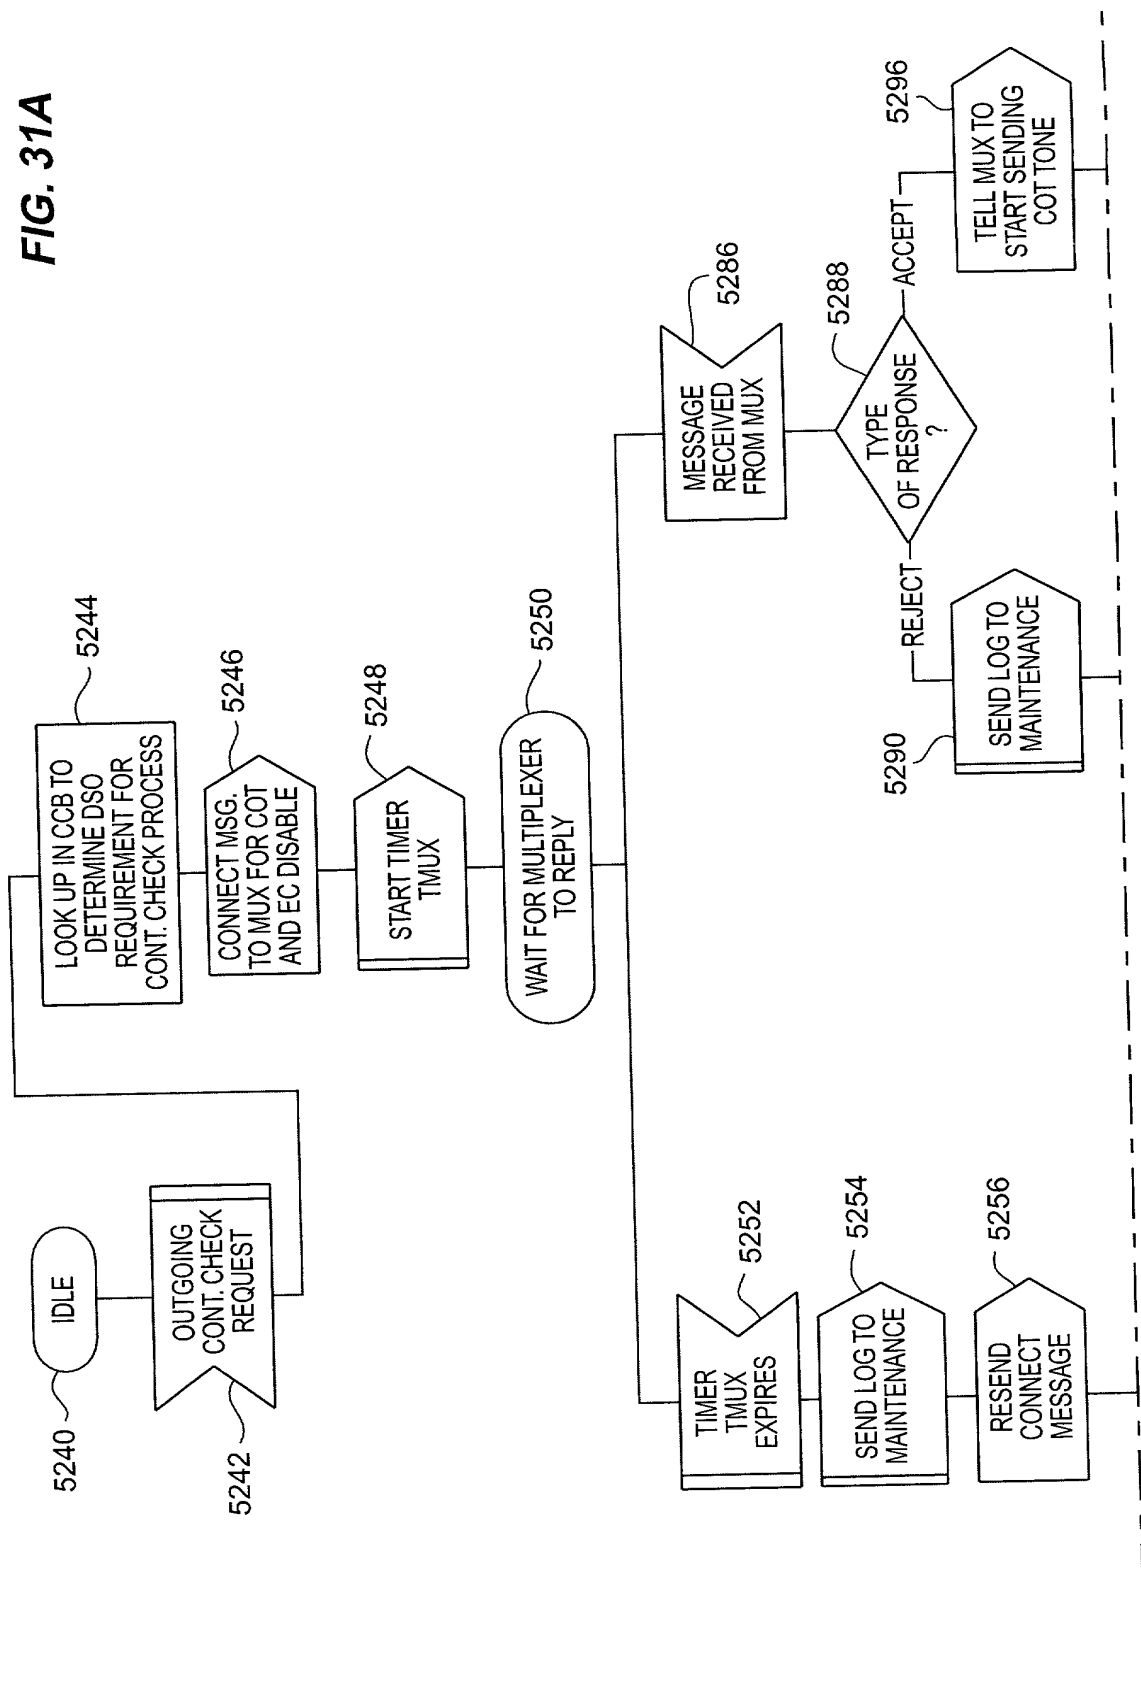 FIG. 31A
IDLE
5240
OUTGOING
CONT. CHECK
REQUEST
5242
LOOK UP IN CCB TO
DETERMINE DSO
REQUIREMENT FOR
CONT. CHECK PROCESS
5244
CONNECT MSG.
TO MUX FOR COT
AND EC DISABLE
5246
START TIMER
TMUX
5248
WAIT FOR MULTIPLEXER
TO REPLY
5250
TIMER
TMUX
EXPIRES
5252
SEND LOG TO
MAINTENANCE
5254
RESEND
CONNECT
MESSAGE
5256
MESSAGE
RECEIVED
FROM MUX
5286
TYPE
OF RESPONSE
?
5288
REJECT
ACCEPT
SEND LOG TO
MAINTENANCE
5290
TELL MUX TO
START SENDING
COT TONE
5296